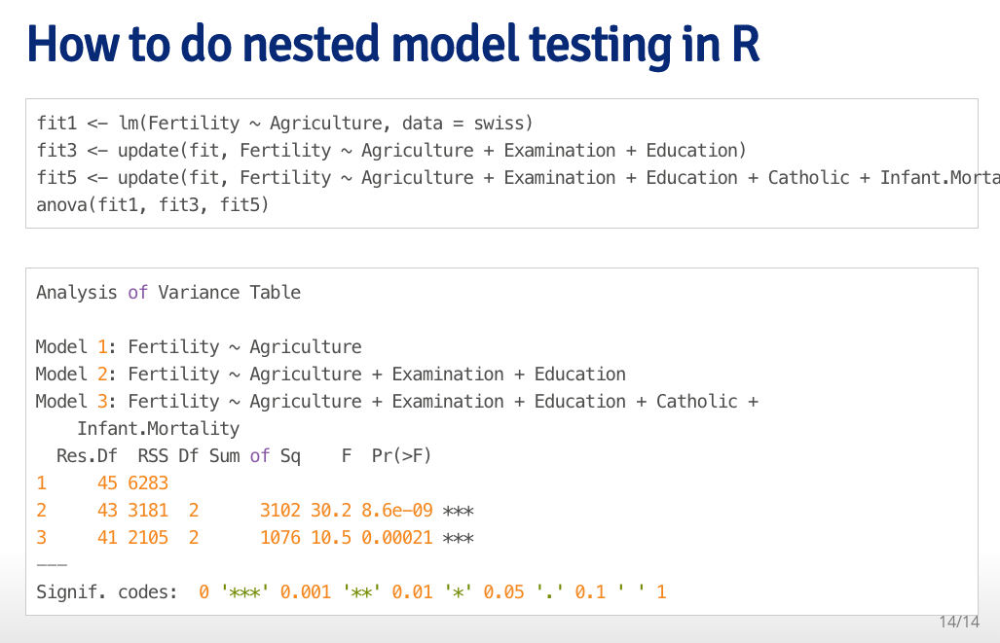 How to do nested model testing in R
fit1 <- lm(Fertility ~ Agriculture, data = swiss)
fit3 <- update(fit, Fertility ~ Agriculture + Examination + Education)
fit5 <- update(fit, Fertility ~ Agriculture + Examination + Education + Catholic + Infant.Morta
anova(fit1, fit3, fit5)
Analysis of Variance Table
Model 1: Fertility ~ Agriculture
Model 2: Fertility ~ Agriculture + Examination + Education
Model 3: Fertility ~ Agriculture + Examination + Education + Catholic +
    Infant.Mortality
  Res.Df  RSS Df Sum of Sq    F  Pr(>F)
1     45 6283
2     43 3181  2      3102 30.2 8.6e-09 ***
3     41 2105  2      1076 10.5 0.00021 ***
---
Signif. codes:  0 '***' 0.001 '**' 0.01 '*' 0.05 '.' 0.1 ' ' 1
14/14